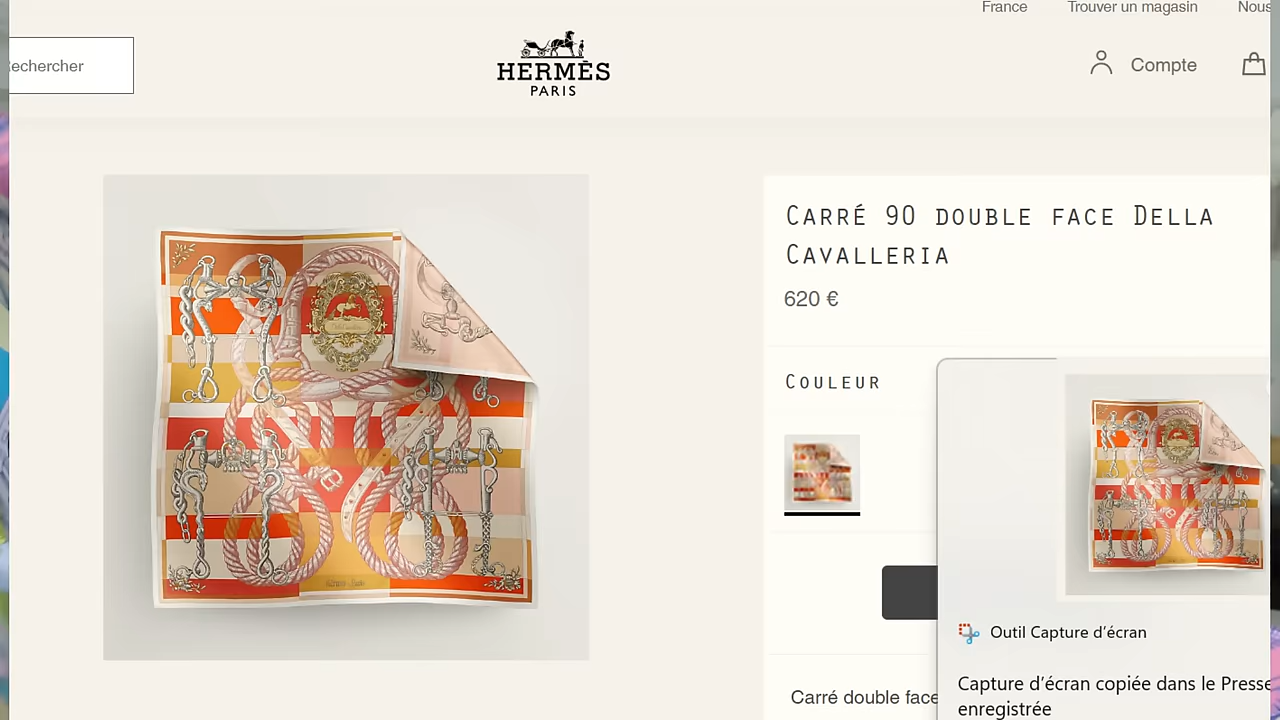 France Trouver un magasin Nous
echercher
HERMÈS
PARIS
Compte
Carré 90 double face Della
Cavalleria
620 €
Couleur
Outil Capture d'écran
Capture d'écran copiée dans le Presse
enregistrée
Carré double face